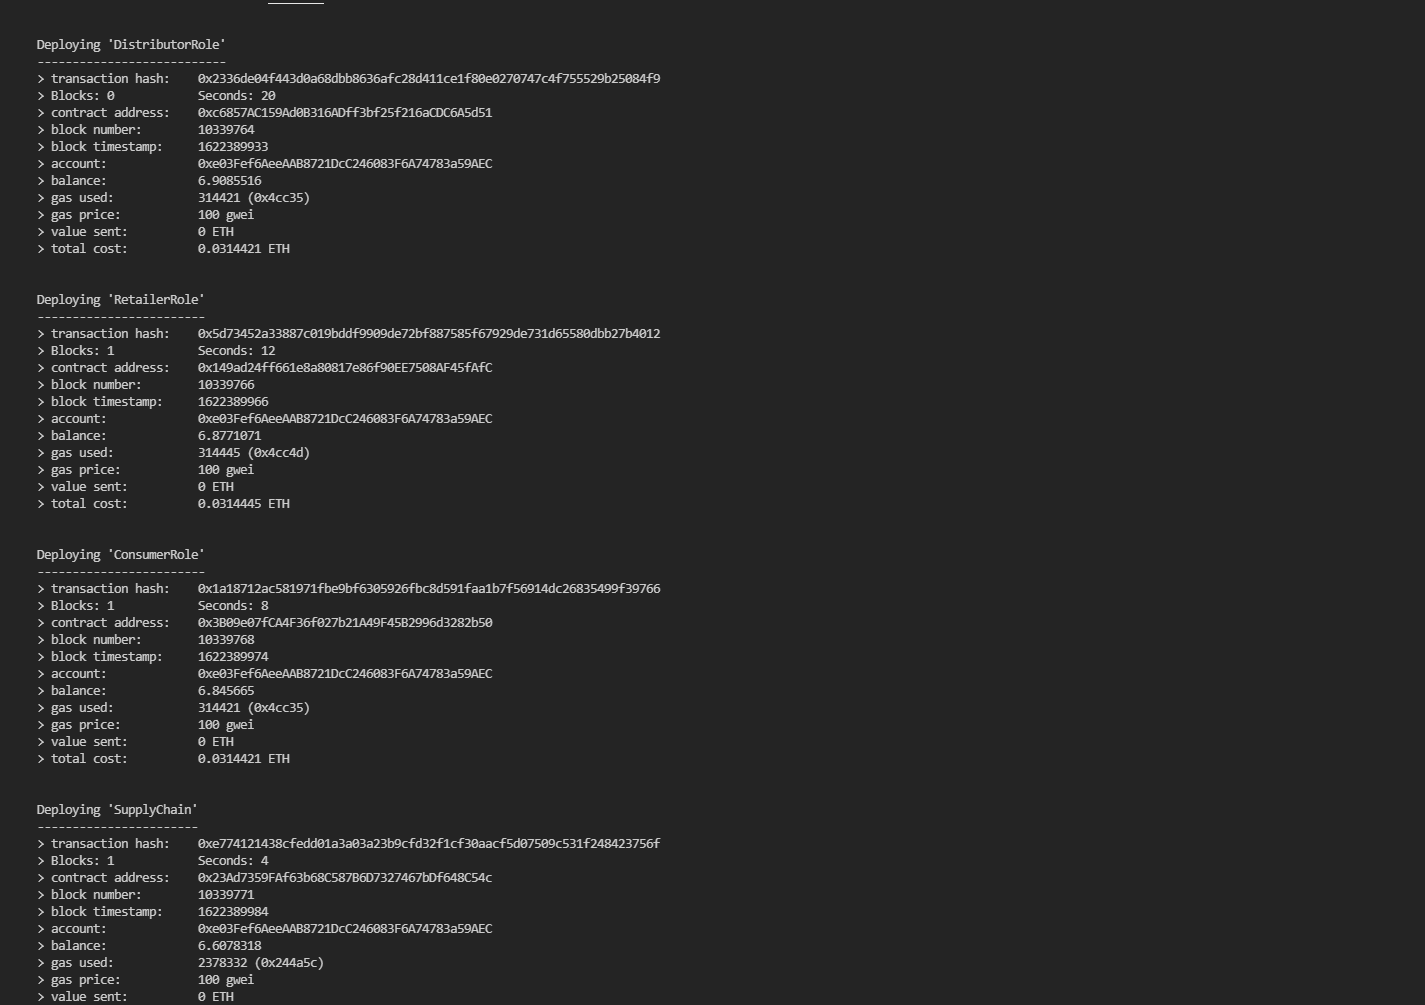 Deploying 'DistributorRole'
---------------------------
> transaction hash:    0x2336de04f443d0a68dbb8636afc28d411ce1f80e0270747c4f755529b25084f9
> Blocks: 0            Seconds: 20
> contract address:    0xc6857AC159Ad0B316ADff3bf25f216aCDC6A5d51
> block number:        10339764
> block timestamp:     1622389933
> account:             0xe03Fef6AeeAAB8721DcC246083F6A74783a59AEC
> balance:             6.9085516
> gas used:            314421 (0x4cc35)
> gas price:           100 gwei
> value sent:          0 ETH
> total cost:          0.0314421 ETH
Deploying 'RetailerRole'
------------------------
> transaction hash:    0x5d73452a33887c019bddf9909de72bf887585f67929de731d65580dbb27b4012
> Blocks: 1            Seconds: 12
> contract address:    0x149ad24ff661e8a80817e86f90EE7508AF45fAfC
> block number:        10339766
> block timestamp:     1622389966
> account:             0xe03Fef6AeeAAB8721DcC246083F6A74783a59AEC
> balance:             6.8771071
> gas used:            314445 (0x4cc4d)
> gas price:           100 gwei
> value sent:          0 ETH
> total cost:          0.0314445 ETH
Deploying 'ConsumerRole'
------------------------
> transaction hash:    0x1a18712ac581971fbe9bf6305926fbc8d591faa1b7f56914dc26835499f39766
> Blocks: 1            Seconds: 8
> contract address:    0x3B09e07fCA4F36f027b21A49F45B2996d3282b50
> block number:        10339768
> block timestamp:     1622389974
> account:             0xe03Fef6AeeAAB8721DcC246083F6A74783a59AEC
> balance:             6.845665
> gas used:            314421 (0x4cc35)
> gas price:           100 gwei
> value sent:          0 ETH
> total cost:          0.0314421 ETH
Deploying 'SupplyChain'
-----------------------
> transaction hash:    0xe774121438cfedd01a3a03a23b9cfd32f1cf30aacf5d07509c531f248423756f
> Blocks: 1            Seconds: 4
> contract address:    0x23Ad7359FAf63b68C587B6D7327467bDf648C54c
> block number:        10339771
> block timestamp:     1622389984
> account:             0xe03Fef6AeeAAB8721DcC246083F6A74783a59AEC
> balance:             6.6078318
> gas used:            2378332 (0x244a5c)
> gas price:           100 gwei
> value sent:          0 ETH